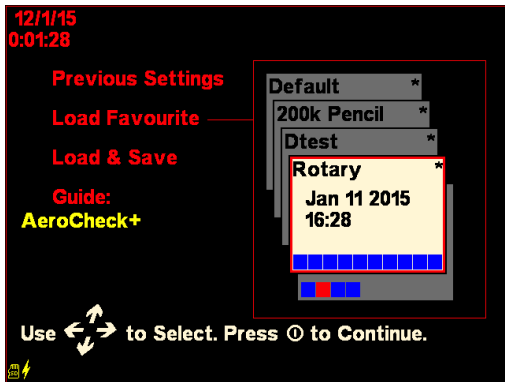 12/1/15
0:01:28
Previous Settings
Load Favourite
Load & Save
Guide:
AeroCheck+
Default *
200k Pencil *
Dtest *
Rotary *
Jan 11 2015
16:28
Use to Select. Press to Continue.